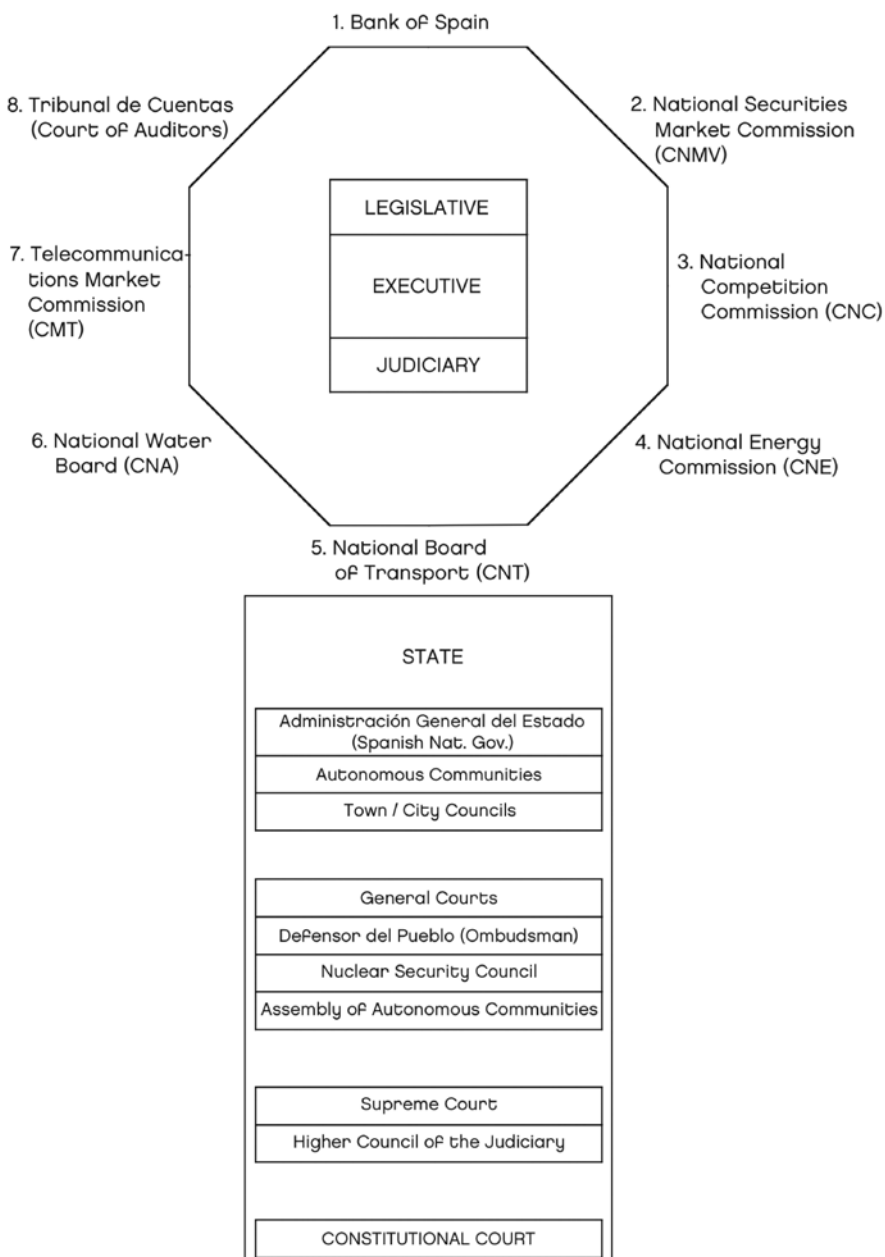 1. Bank of Spain
8. Tribunal de Cuentas
(Court of Auditors)
2. National Securities
Market Commission
(CNMV)
LEGISLATIVE
7. Telecommunica-
tions Market
Commission
(CMT)
EXECUTIVE
3. National
Competition
Commission (CNC)
JUDICIARY
6. National Water
Board (CNA)
4. National Energy
Commission (CNE)
5. National Board
of Transport (CNT)
STATE
Administración General del Estado
(Spanish Nat. Gov.)
Autonomous Communities
Town / City Councils
General Courts
Defensor del Pueblo (Ombudsman)
Nuclear Security Council
Assembly of Autonomous Communities
Supreme Court
Higher Council of the Judiciary
CONSTITUTIONAL COURT